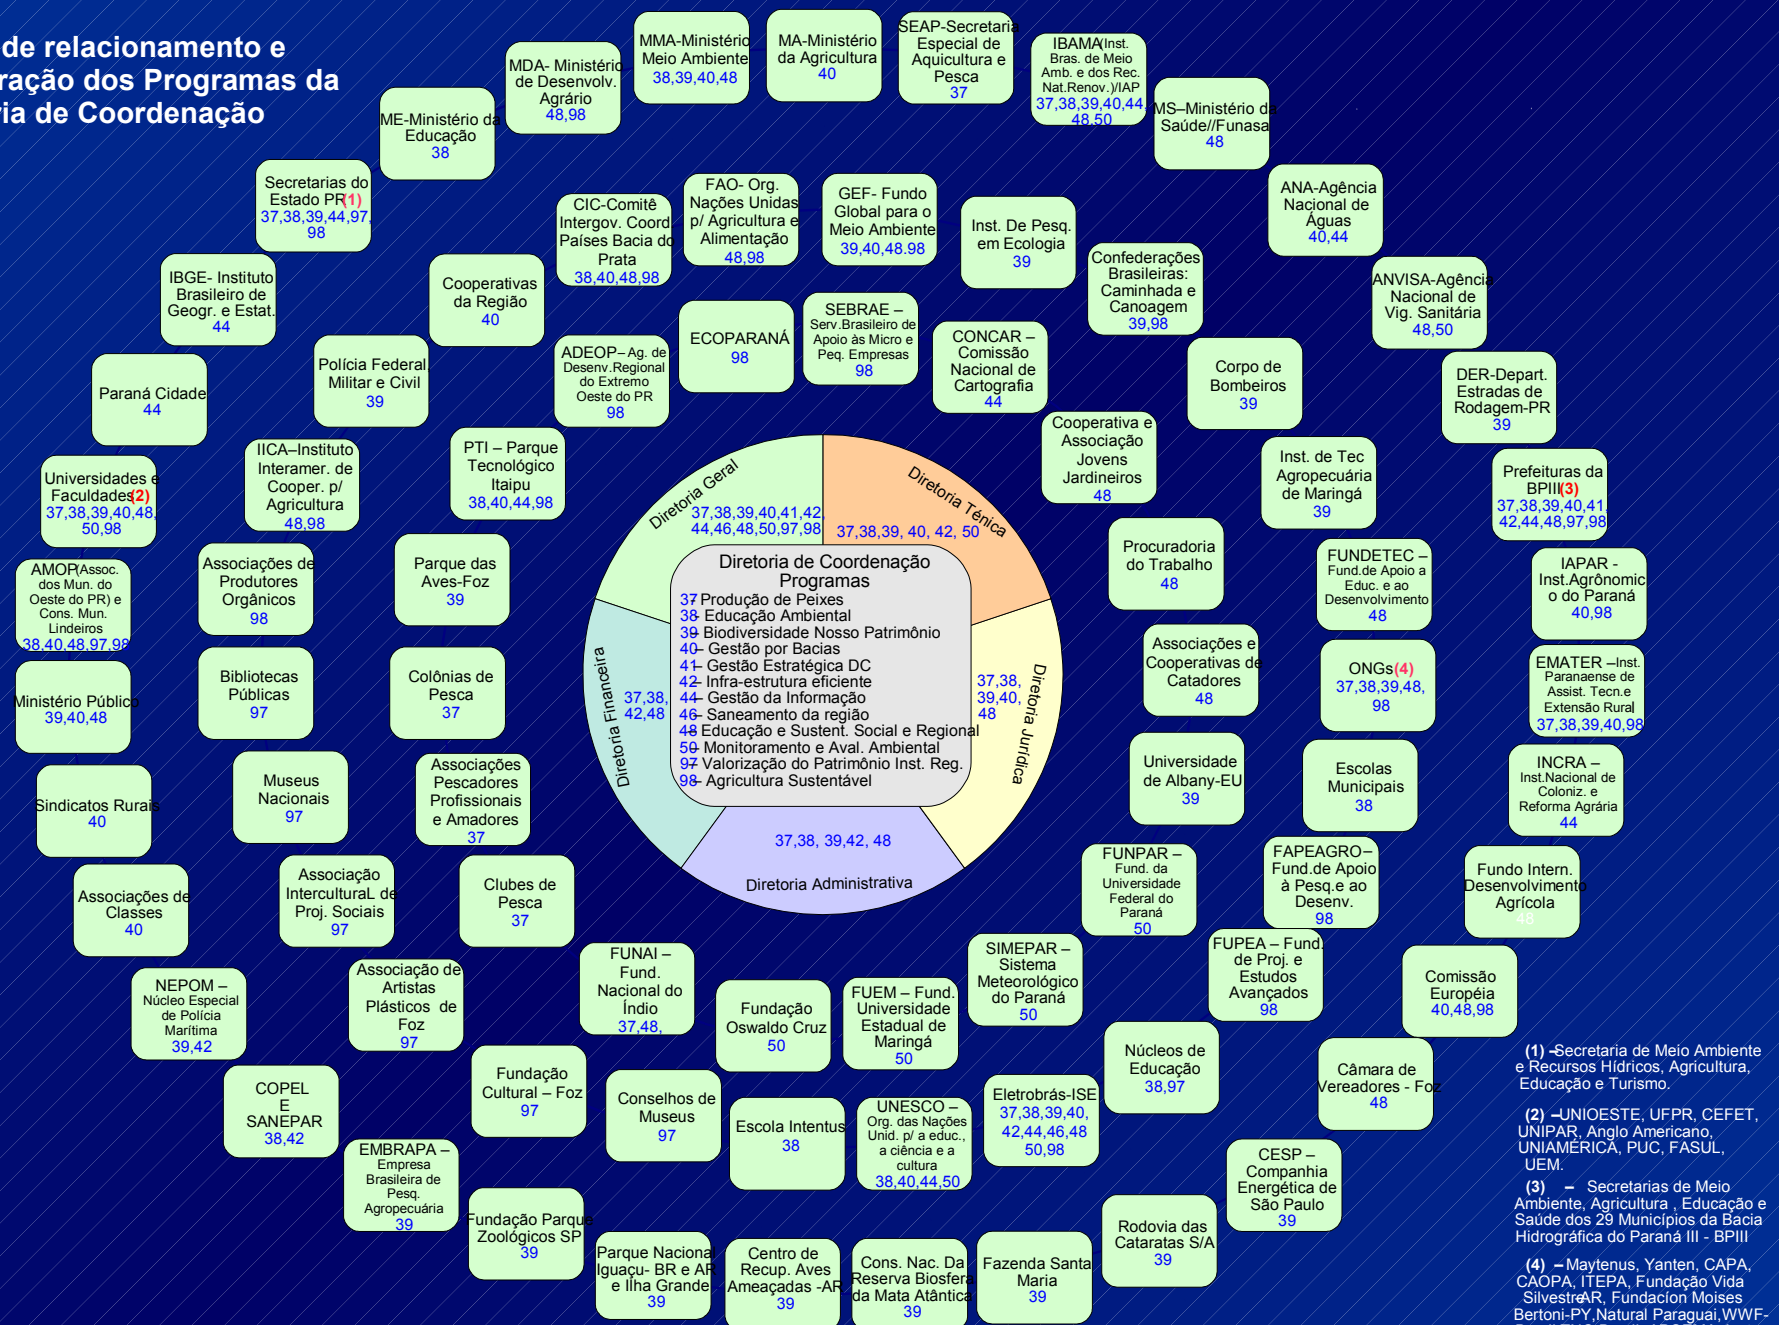 de relacionamento e
ração dos Programas da
ia de Coordenação
MMA-Ministério
Meio Ambiente
38,39,40,48
MA-Ministério
da Agricultura
40
SEAP-Secretaria
Especial de
Aquicultura e
Pesca
37
IBAMA(Inst.
Bras. de Meio
Amb. e dos Rec.
Nat.Renov.)/IAP
37,38,39,40,44,
48,50
MDA- Ministério
de Desenvolv.
Agrário
48,98
ME-Ministério da
Educação
38
MS–Ministério da
Saúde//Funasa
48
Secretarias do
Estado PR(1)
37,38,39,44,97,
98
CIC-Comitê
Intergov. Coord.
Países Bacia do
Prata
38,40,48,98
FAO- Org.
Nações Unidas
p/ Agricultura e
Alimentação
48,98
GEF- Fundo
Global para o
Meio Ambiente
39,40,48.98
Inst. De Pesq.
em Ecologia
39
ANA-Agência
Nacional de
Águas
40,44
IBGE- Instituto
Brasileiro de
Geogr. e Estat.
44
Cooperativas
da Região
40
Confederações
Brasileiras:
Caminhada e
Canoagem
39,98
ANVISA-Agência
Nacional de
Vig. Sanitária
48,50
Paraná Cidade
44
Polícia Federal,
Militar e Civil
39
ADEOP– Ag. de
Desenv.Regional
do Extremo
Oeste do PR
98
ECOPARANÁ
98
SEBRAE –
Serv.Brasileiro de
Apoio às Micro e
Peq. Empresas
98
CONCAR –
Comissão
Nacional de
Cartografia
44
Corpo de
Bombeiros
39
DER-Depart.
Estradas de
Rodagem-PR
39
Universidades e
Faculdades(2)
37,38,39,40,48,
50,98
IICA–Instituto
Interamer. de
Cooper. p/
Agricultura
48,98
PTI – Parque
Tecnológico
Itaipu
38,40,44,98
Cooperativa e
Associação
Jovens
Jardineiros
48
Inst. de Tec
Agropecuária
de Maringá
39
Prefeituras da
BPIII(3)
37,38,39,40,41,
42,44,48,97,98
AMOP(Assoc.
dos Mun. do
Oeste do PR) e
Cons. Mun.
Lindeiros
38,40,48,97,98
Associações de
Produtores
Orgânicos
98
Parque das
Aves-Foz
39
Procuradoria
do Trabalho
48
FUNDETEC –
Fund.de Apoio a
Educ. e ao
Desenvolvimento
48
IAPAR -
Inst.Agrônomic
o do Paraná
40,98
Diretoria Geral
37,38,39,40,41,42,
44,46,48,50,97,98
Diretoria Ténica
37,38,39, 40, 42, 50
Diretoria Financeira
37,38,
42,48
Diretoria Jurídica
37,38,
39,40,
48
Diretoria de Coordenação
Programas
37– Produção de Peixes
38– Educação Ambiental
39– Biodiversidade Nosso Patrimônio
40– Gestão por Bacias
41– Gestão Estratégica DC
42– Infra-estrutura eficiente
44– Gestão da Informação
46– Saneamento da região
48– Educação e Sustent. Social e Regional
50– Monitoramento e Aval. Ambiental
97– Valorização do Patrimônio Inst. Reg.
98– Agricultura Sustentável
37,38, 39,42, 48
Diretoria Administrativa
Ministério Público
39,40,48
Bibliotecas
Públicas
97
Colônias de
Pesca
37
Associações e
Cooperativas de
Catadores
48
ONGs(4)
37,38,39,48,
98
EMATER –Inst.
Paranaense de
Assist. Tecn.e
Extensão Rural
37,38,39,40,98
Sindicatos Rurais
40
Museus
Nacionais
97
Associações
Pescadores
Profissionais
e Amadores
37
Universidade
de Albany-EU
39
Escolas
Municipais
38
INCRA –
Inst.Nacional de
Coloniz. e
Reforma Agrária
44
Associações de
Classes
40
Associação
InterculturaL de
Proj. Sociais
97
Clubes de
Pesca
37
FUNPAR –
Fund. da
Universidade
Federal do
Paraná
50
FAPEAGRO–
Fund.de Apoio
à Pesq.e ao
Desenv.
98
Fundo Intern.
Desenvolvimento
Agrícola
48
NEPOM –
Núcleo Especial
de Polícia
Marítima
39,42
Associação de
Artistas
Plásticos de
Foz
97
FUNAI –
Fund.
Nacional do
Índio
37,48,
Fundação
Oswaldo Cruz
50
FUEM – Fund.
Universidade
Estadual de
Maringá
50
SIMEPAR –
Sistema
Meteorológico
do Paraná
50
FUPEA – Fund.
de Proj. e
Estudos
Avançados
98
Comissão
Européia
40,48,98
COPEL
E
SANEPAR
38,42
Fundação
Cultural – Foz
97
Conselhos de
Museus
97
Escola Intentus
38
UNESCO –
Org. das Nações
Unid. p/ a educ.,
a ciência e a
cultura
38,40,44,50
Eletrobrás-ISE
37,38,39,40,
42,44,46,48
50,98
Núcleos de
Educação
38,97
Câmara de
Vereadores - Foz
48
EMBRAPA –
Empresa
Brasileira de
Pesq.
Agropecuária
39
Fundação Parque
Zoológicos SP
39
Parque Nacional
Iguaçu- BR e AR
e Ilha Grande
39
Centro de
Recup. Aves
Ameaçadas -AR
39
Cons. Nac. Da
Reserva Biosfera
da Mata Atântica
39
Fazenda Santa
Maria
39
Rodovia das
Cataratas S/A
39
CESP –
Companhia
Energética de
São Paulo
39
(1) –Secretaria de Meio Ambiente
e Recursos Hídricos, Agricultura,
Educação e Turismo.
(2) –UNIOESTE, UFPR, CEFET,
UNIPAR, Anglo Americano,
UNIAMÉRICA, PUC, FASUL,
UEM.
(3) – Secretarias de Meio
Ambiente, Agricultura , Educação e
Saúde dos 29 Municípios da Bacia
Hidrográfica do Paraná III - BPIII
(4) – Maytenus, Yanten, CAPA,
CAOPA, ITEPA, Fundação Vida
Silvestre-AR, Fundacíon Moises
Bertoni-PY,Natural Paraguai,WWF-